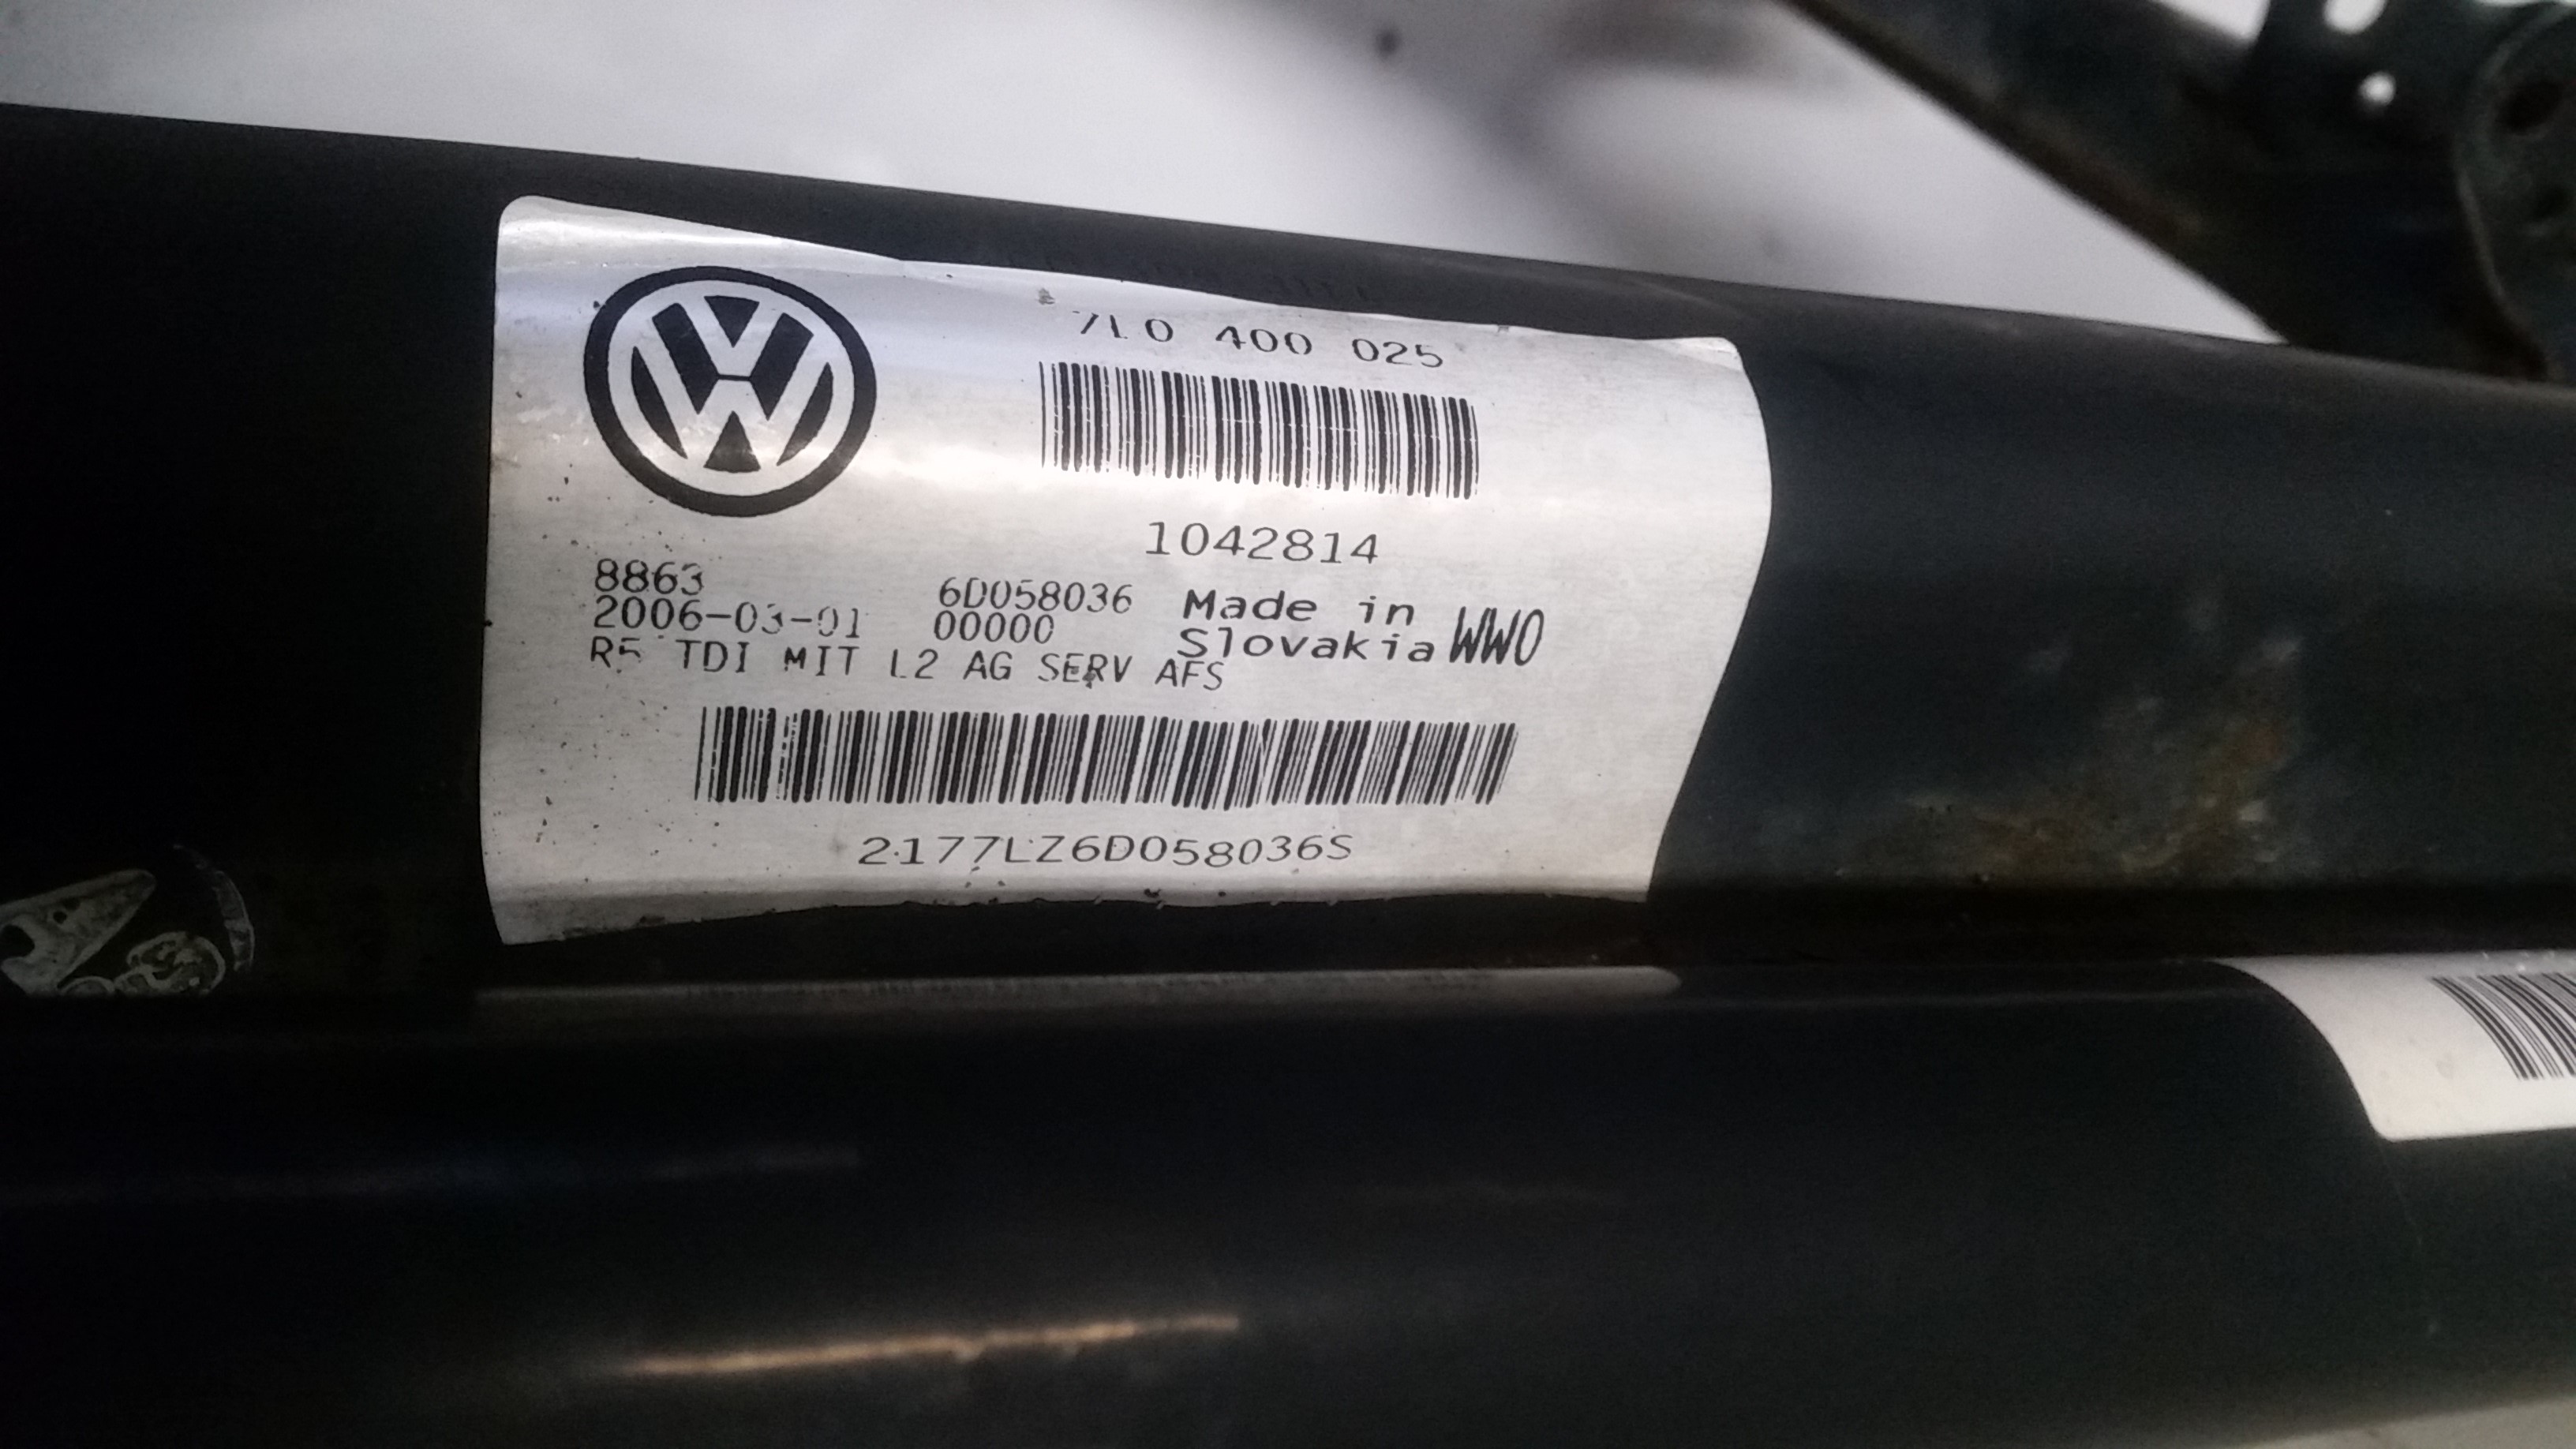 7L0 400 025
1042814
8863
6D058036
Made in
2006-03-01
00000
Slovakia WWO
R5 TDI MIT L2 AG SERV AFS
2177LZ6D058036S